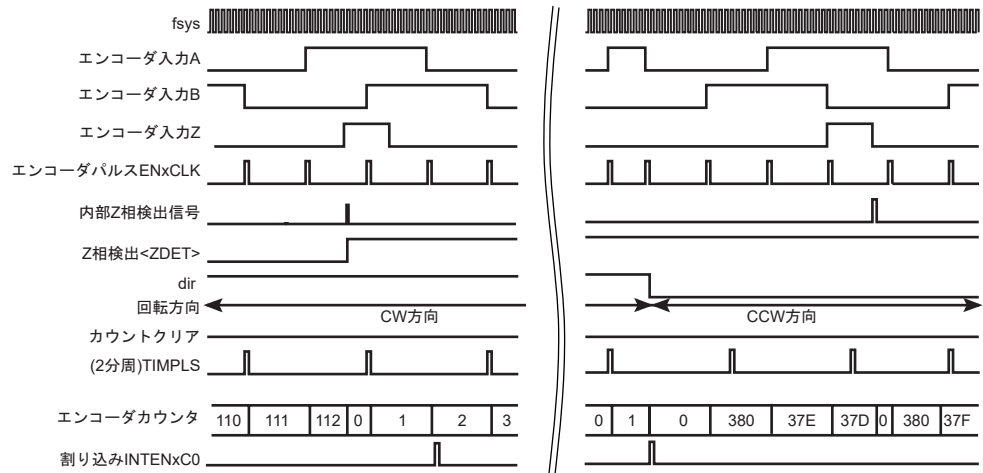 fsys
エンコーダ入力A
エンコーダ入力B
エンコーダ入力Z
エンコーダパルスENxCLK
内部Z相検出信号
Z相検出<ZDET>
dir
回転方向
CW方向
CCW方向
カウントクリア
(2分周)TIMPLS
エンコーダカウンタ 110 111 112 0 1 2 3 0 1 0 380 37E 37D 0 380 37F
割り込みINTENxC0